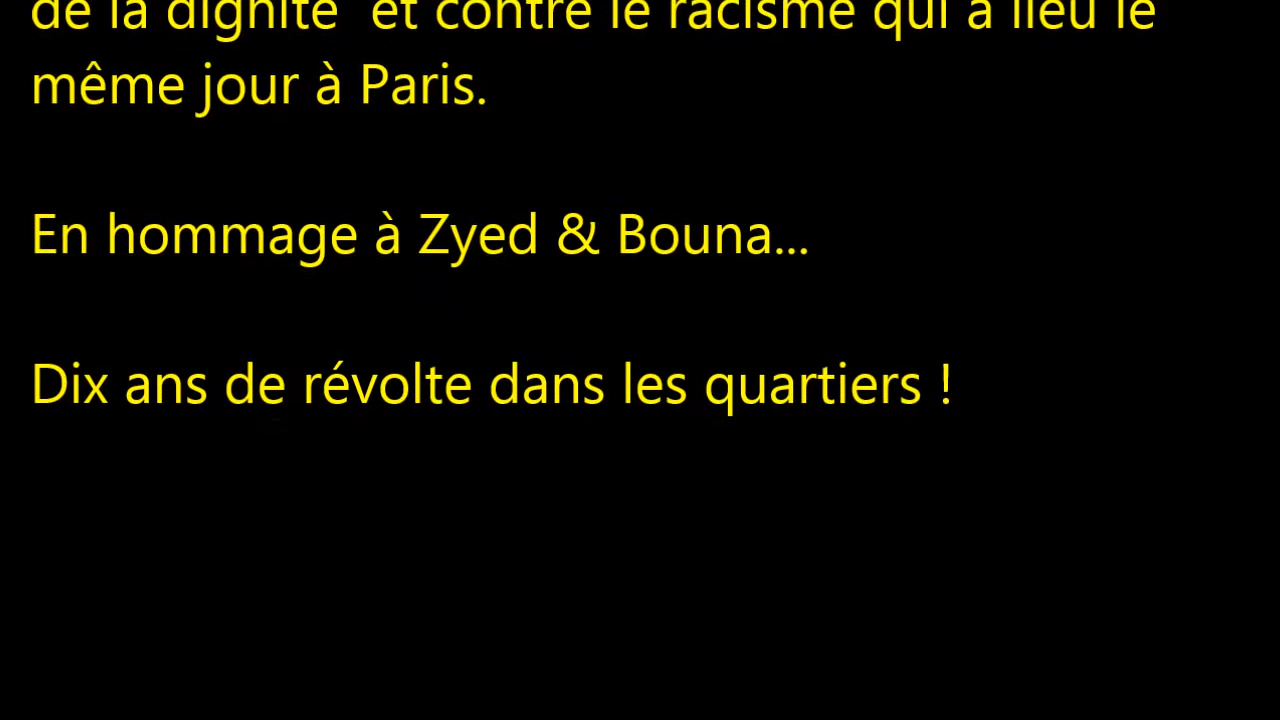 de la dignité et contre le racisme qui a lieu le
même jour à Paris.
En hommage à Zyed & Bouna...
Dix ans de révolte dans les quartiers !